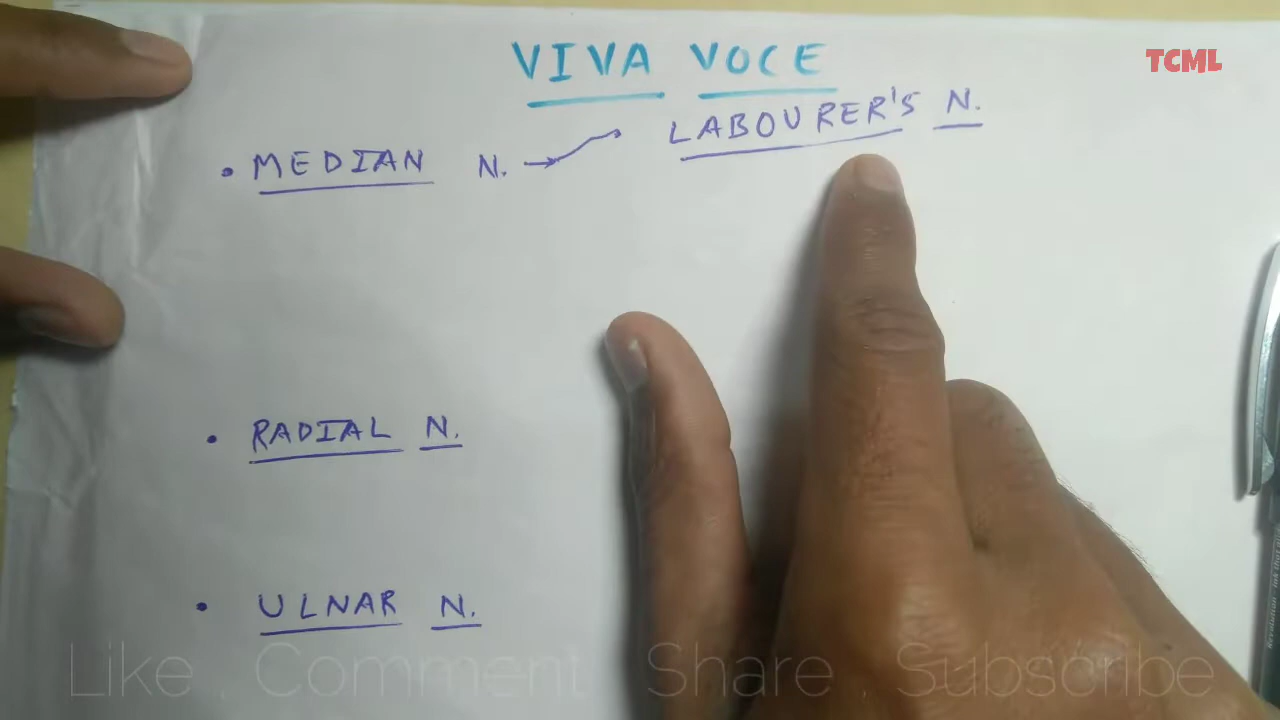 VIVA VOCE
TCML
• MEDIAN N. → LABOURER'S N.
• RADIAL N.
• ULNAR N.
Like , Comment , Share , Subscribe